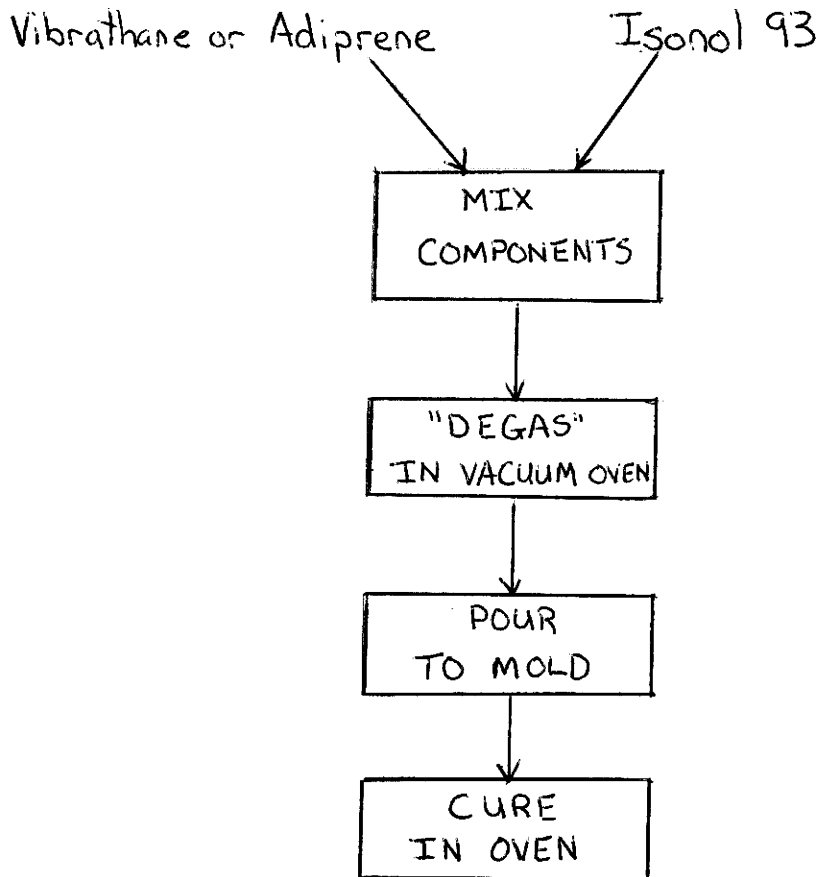 Vibrathane or Adiprene
Isonol 93
MIX
COMPONENTS
"DEGAS"
IN VACUUM OVEN
POUR
TO MOLD
CURE
IN OVEN